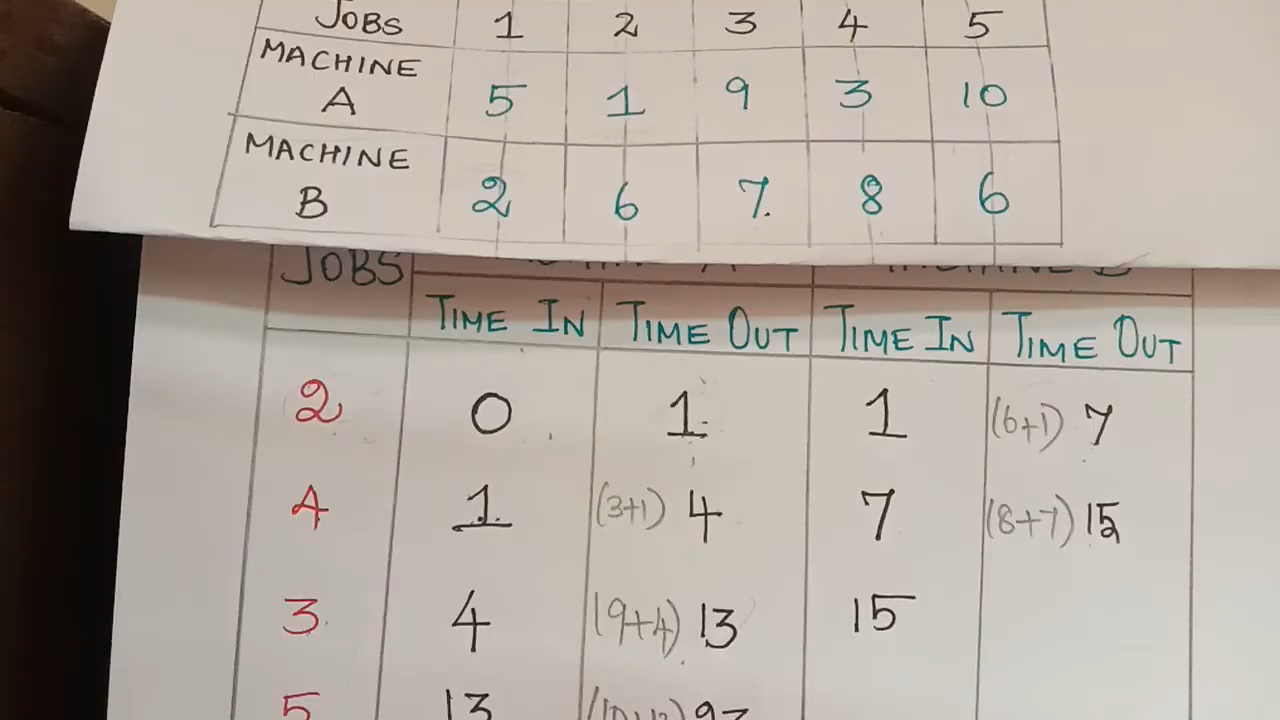 JOBS 1 2 3 4 5
MACHINE A 5 1 9 3 10
MACHINE B 2 6 7 8 6
JOBS
TIME IN TIME OUT TIME IN TIME OUT
2 0 1 1 (6+1) 7
4 1 (3+1) 4 7 (8+7) 15
3 4 (9+4) 13 15
5 13